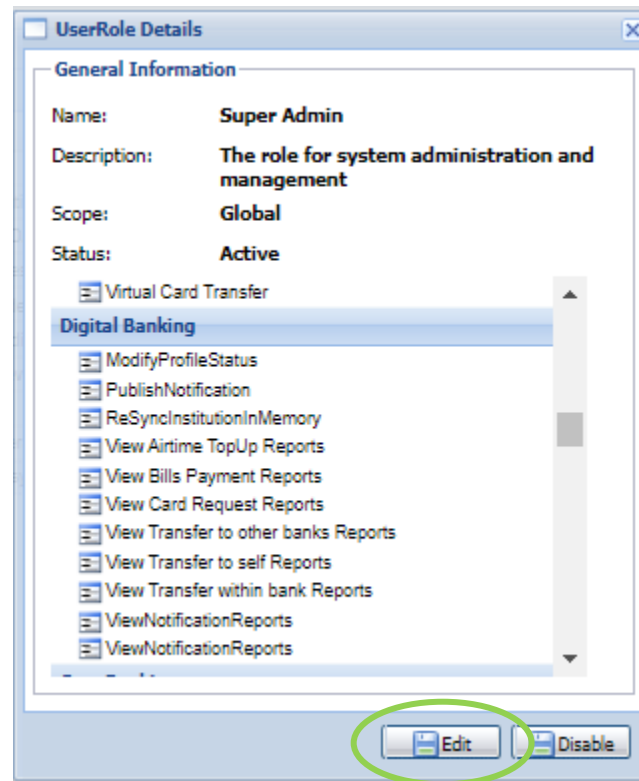 UserRole Details
General Information
Name: Super Admin
Description: The role for system administration and
management
Scope: Global
Status: Active
Virtual Card Transfer
Digital Banking
ModifyProfileStatus
PublishNotification
ReSyncInstitutionInMemory
View Airtime TopUp Reports
View Bills Payment Reports
View Card Request Reports
View Transfer to other banks Reports
View Transfer to self Reports
View Transfer within bank Reports
ViewNotificationReports
ViewNotificationReports
Edit Disable